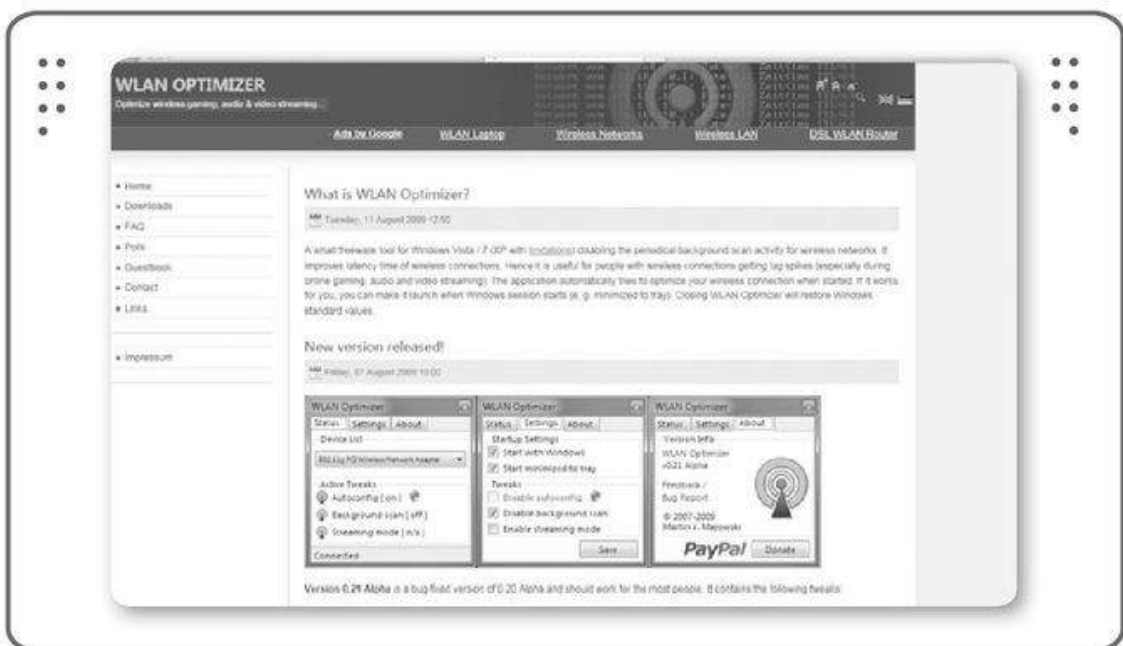 WLAN OPTIMIZER
Optimize wireless gaming, audio & video streaming...
Ads by Google WLAN Laptop Wireless Networks Wireless LAN DSL WLAN Router
Home
Downloads
FAQ
Polls
Guestbook
Contact
Links
Impressum
What is WLAN Optimizer?
Tuesday, 11 August 2009 12:50
A small freeware tool for Windows Vista / 7 (XP with limitations) disabling the periodical background scan activity for wireless networks. It
improves latency time of wireless connections. Hence it is useful for people with wireless connections getting lag spikes (especially during
online gaming, audio and video streaming). The application automatically tries to optimize your wireless connection when started. If it works
for you, you can make it launch when Windows session starts (e. g. minimized to tray). Closing WLAN Optimizer will restore Windows
standard values.
New version released!
Friday, 07 August 2009 10:00
WLAN Optimizer
Status Settings About
Device List
802.11g Wireless Network Adapter
Active Tweaks
Autoconfig [on]
Background scan [off]
Streaming mode [n/a]
Connected
WLAN Optimizer
Status Settings About
Startup Settings
Start with Windows
Start minimized to tray
Tweaks
Disable autoconfig
Disable background scan
Enable streaming mode
Save
WLAN Optimizer
Status Settings About
Version Info
WLAN Optimizer
v0.21 Alpha
Feedback /
Bug Report
© 2007-2009
Martin J. Majowski
PayPal Donate
Version 0.21 Alpha is a bug-fixed version of 0.20 Alpha and should work for the most people. It contains the following tweaks: